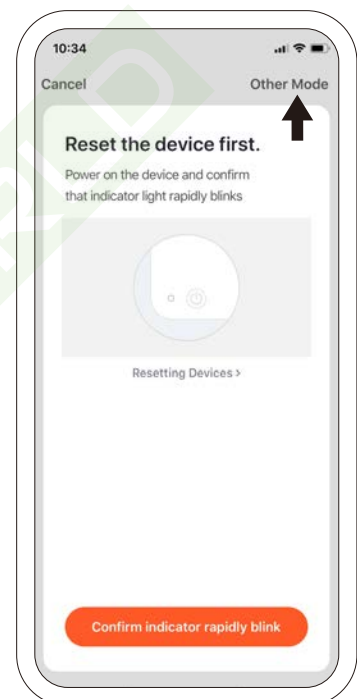 10:34
Cancel Other Mode
Reset the device first.
Power on the device and confirm
that indicator light rapidly blinks
Resetting Devices >
Confirm indicator rapidly blink